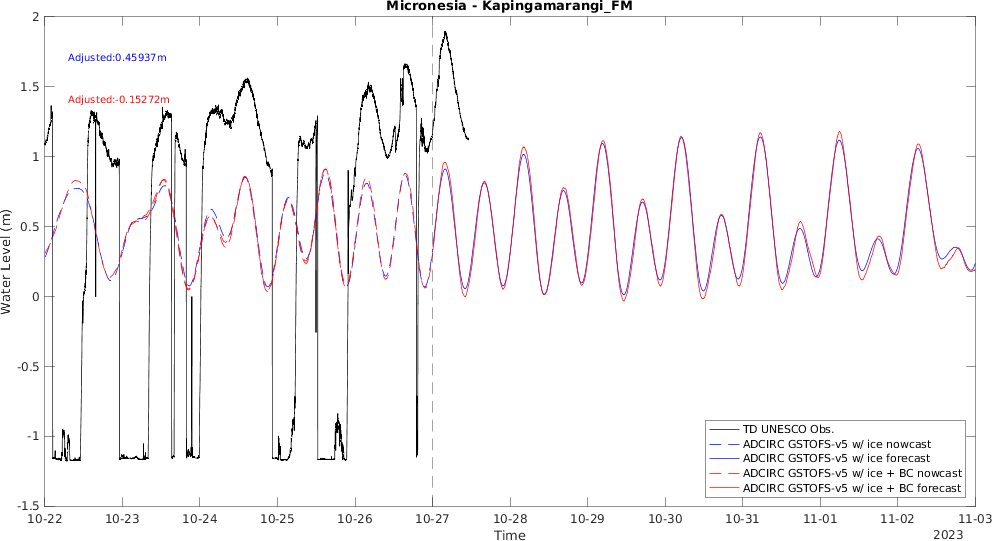 Micronesia - Kapingamarangi_FM
Adjusted:0.45937m
Adjusted:-0.15272m
Water Level (m)
2
1.5
1
0.5
0
-0.5
-1
-1.5
TD UNESCO Obs.
ADCIRC GSTOFS-v5 w/ ice nowcast
ADCIRC GSTOFS-v5 w/ ice forecast
ADCIRC GSTOFS-v5 w/ ice + BC nowcast
ADCIRC GSTOFS-v5 w/ ice + BC forecast
10-22 10-23 10-24 10-25 10-26 10-27 10-28 10-29 10-30 10-31 11-01 11-02 11-03
Time
2023